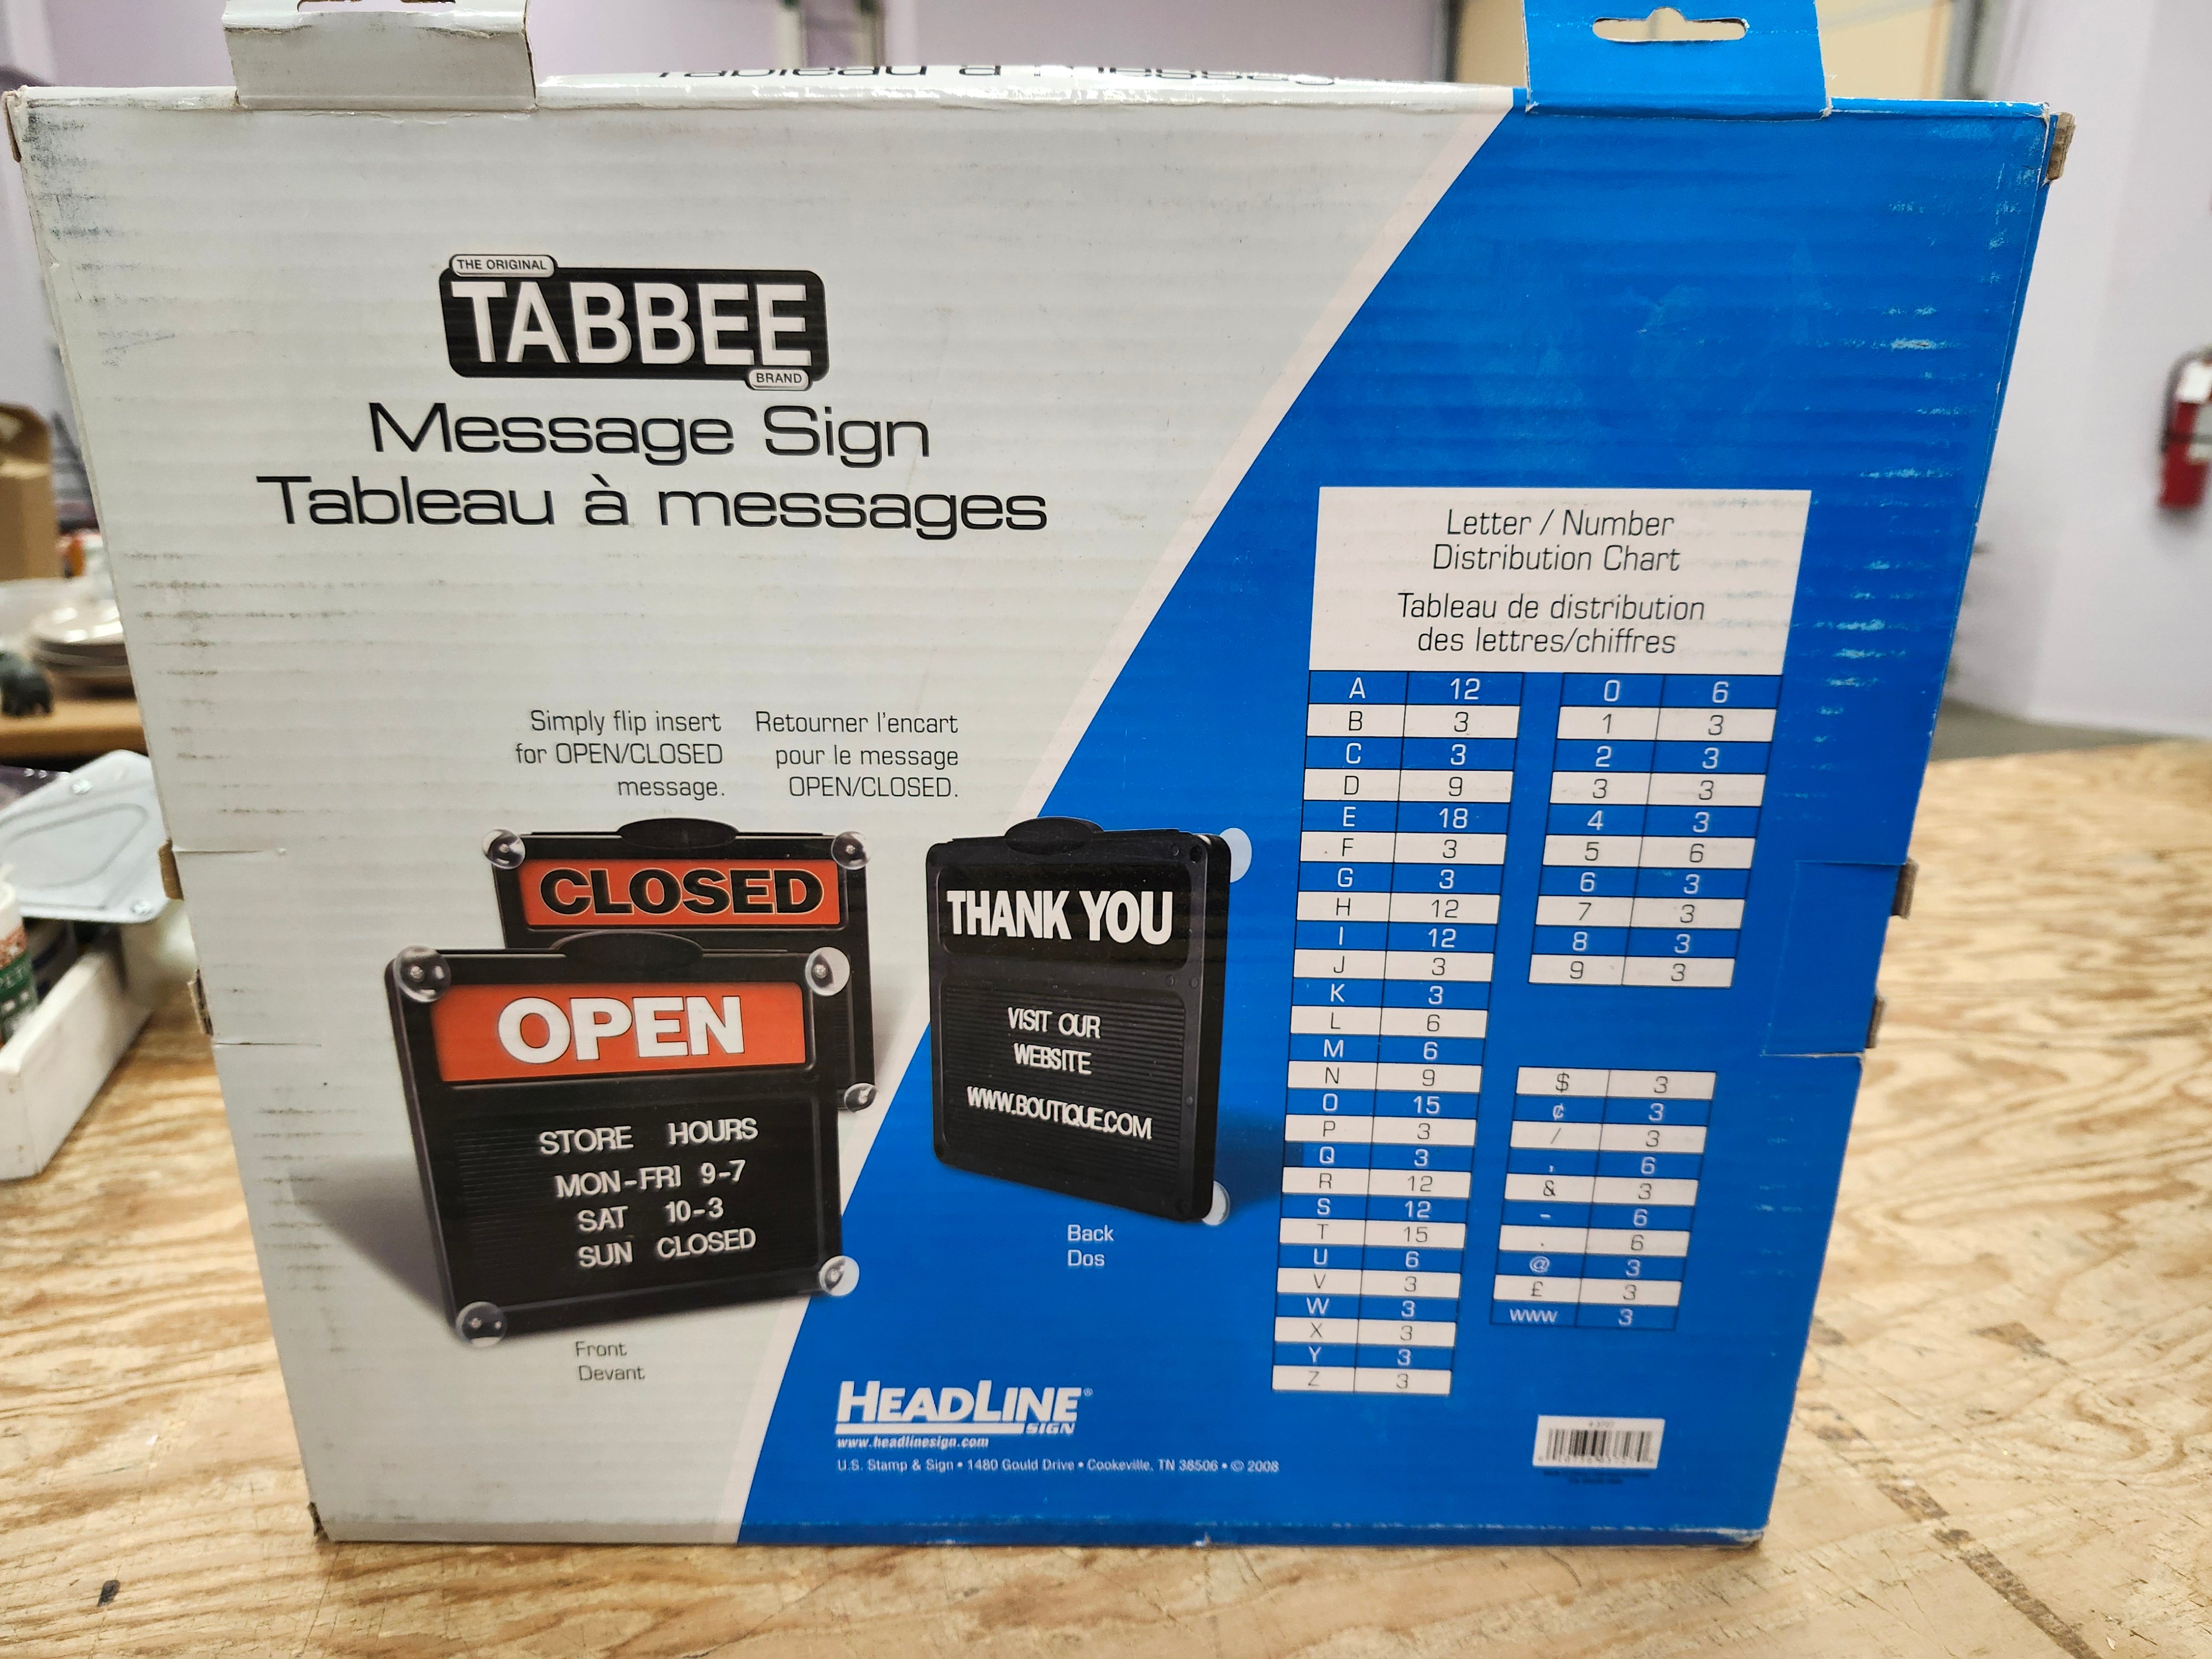 THE ORIGINAL
TABBEE
BRAND
Message Sign
Tableau à messages
Simply flip insert
for OPEN/CLOSED
message.
Retourner l'encart
pour le message
OPEN/CLOSED.
CLOSED
OPEN
STORE HOURS
MON-FRI 9-7
SAT 10-3
SUN CLOSED
Front
Devant
THANK YOU
VISIT OUR
WEBSITE
WWW.BOUTIQUE.COM
Back
Dos
Letter / Number
Distribution Chart
Tableau de distribution
des lettres/chiffres
A 12
B 3
C 3
D 9
E 18
F 3
G 3
H 12
I 12
J 3
K 3
L 6
M 6
N 9
O 15
P 3
Q 3
R 12
S 12
T 15
U 6
V 3
W 3
X 3
Y 3
Z 3
0 6
1 3
2 3
3 3
4 3
5 6
6 3
7 3
8 3
9 3
$ 3
¢ 3
/ 3
, 6
& 3
- 6
. 6
@ 3
£ 3
www 3
HEADLINE®
SIGN
www.headlinesign.com
U.S. Stamp & Sign • 1480 Gould Drive • Cookeville, TN 38506 • © 2008